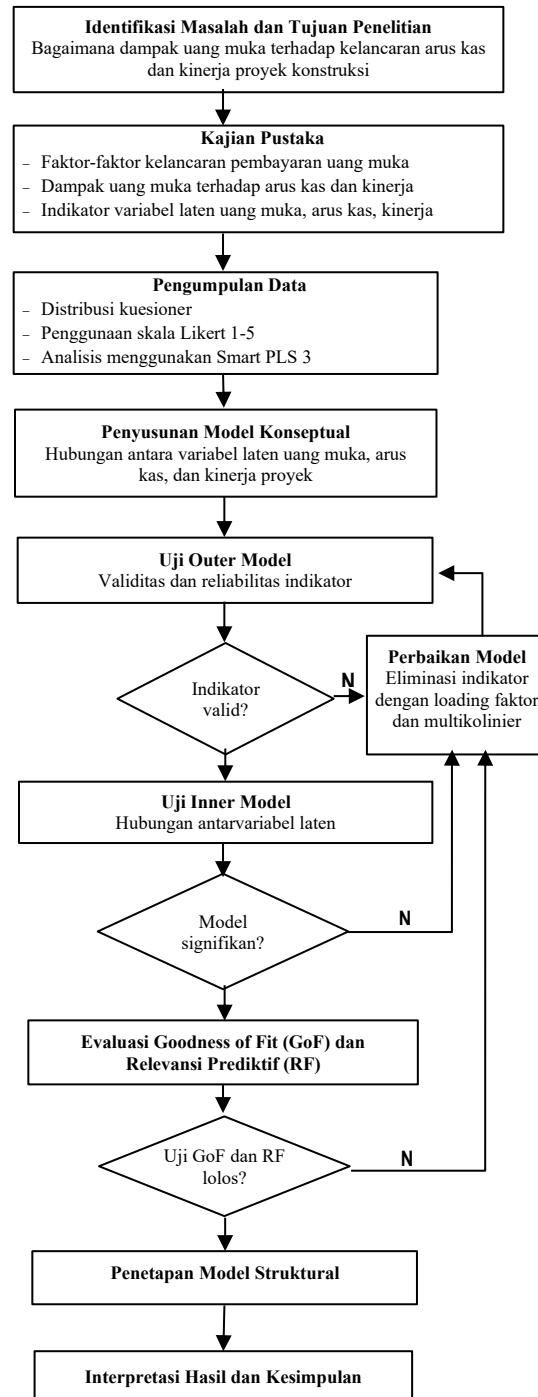 Identifikasi Masalah dan Tujuan Penelitian
Bagaimana dampak uang muka terhadap kelancaran arus kas
dan kinerja proyek konstruksi
Kajian Pustaka
– Faktor-faktor kelancaran pembayaran uang muka
– Dampak uang muka terhadap arus kas dan kinerja
– Indikator variabel laten uang muka, arus kas, kinerja
Pengumpulan Data
– Distribusi kuesioner
– Penggunaan skala Likert 1-5
– Analisis menggunakan Smart PLS 3
Penyusunan Model Konseptual
Hubungan antara variabel laten uang muka, arus
kas, dan kinerja proyek
Uji Outer Model
Validitas dan reliabilitas indikator
Indikator
valid?
N
Perbaikan Model
Eliminasi indikator
dengan loading faktor
dan multikolinier
Uji Inner Model
Hubungan antarvariabel laten
Model
signifikan?
N
Evaluasi Goodness of Fit (GoF) dan
Relevansi Prediktif (RF)
Uji GoF dan RF
lolos?
N
Penetapan Model Struktural
Interpretasi Hasil dan Kesimpulan